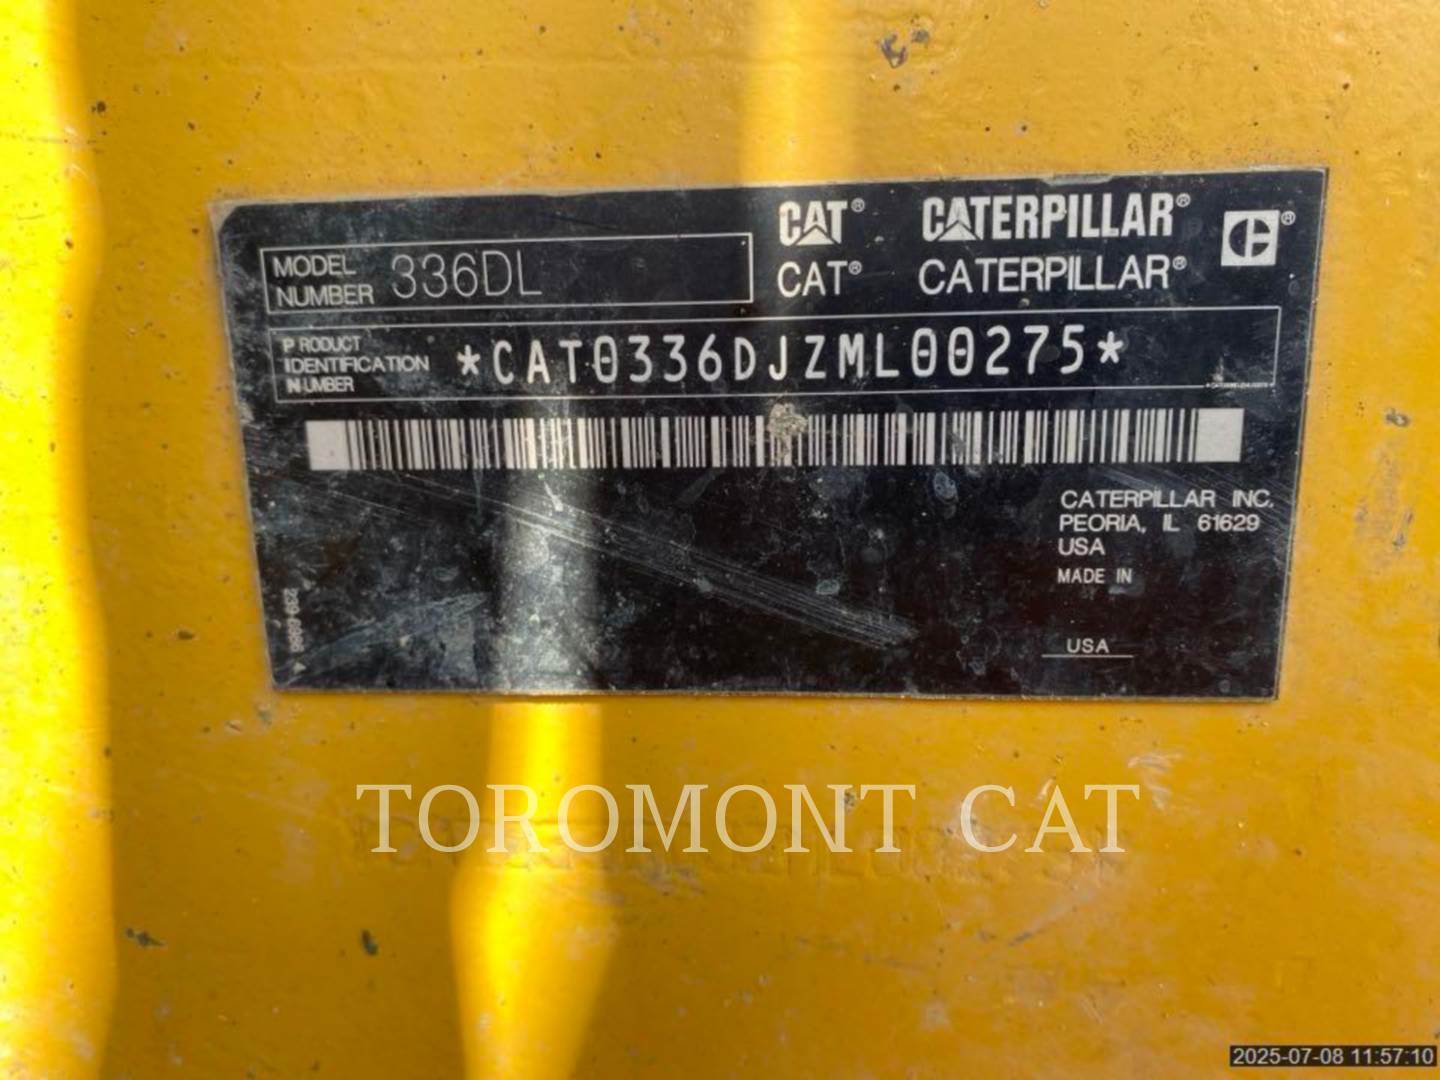 CAT® CATERPILLAR®
CAT® CATERPILLAR®
MODEL NUMBER 336DL
PRODUCT IDENTIFICATION NUMBER *CAT0336DJZML00275*
CATERPILLAR INC.
PEORIA, IL 61629
USA
MADE IN
USA
TOROMONT CAT
2025-07-08 11:57:10